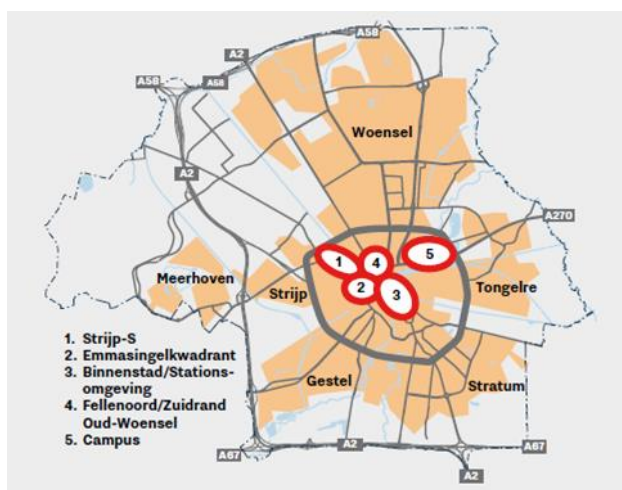 A58
A2
A58
A58
Woensel
A2
A270
1
4
5
2
3
Meerhoven
Strijp
Tongelre
1. Strijp-S
2. Emmasingelkwadrant
3. Binnenstad/Stations-
omgeving
4. Fellenoord/Zuidrand
Oud-Woensel
5. Campus
Gestel
Stratum
A67
A2
A67
A2